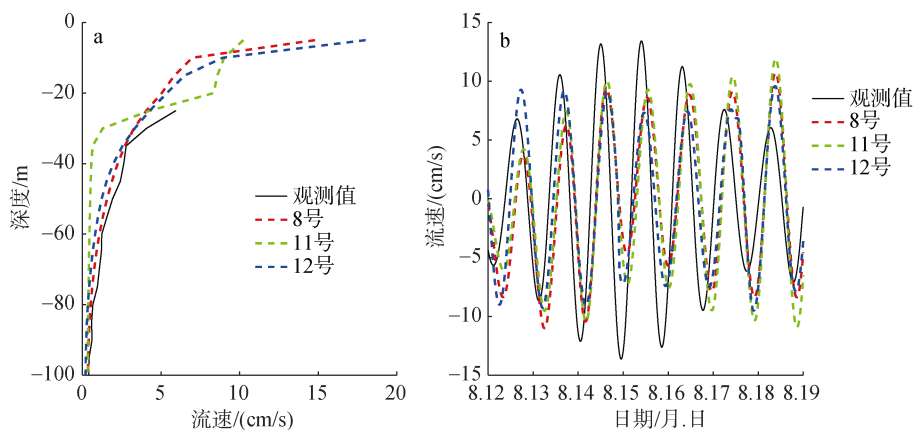 a
0
−20
−40
−60
−80
−100
深度/m
观测值
8号
11号
12号
0
5
10
15
20
流速/(cm/s)
b
15
10
5
0
−5
−10
−15
流速/(cm/s)
观测值
8号
11号
12号
8.12
8.13
8.14
8.15
8.16
8.17
8.18
8.19
日期/月.日